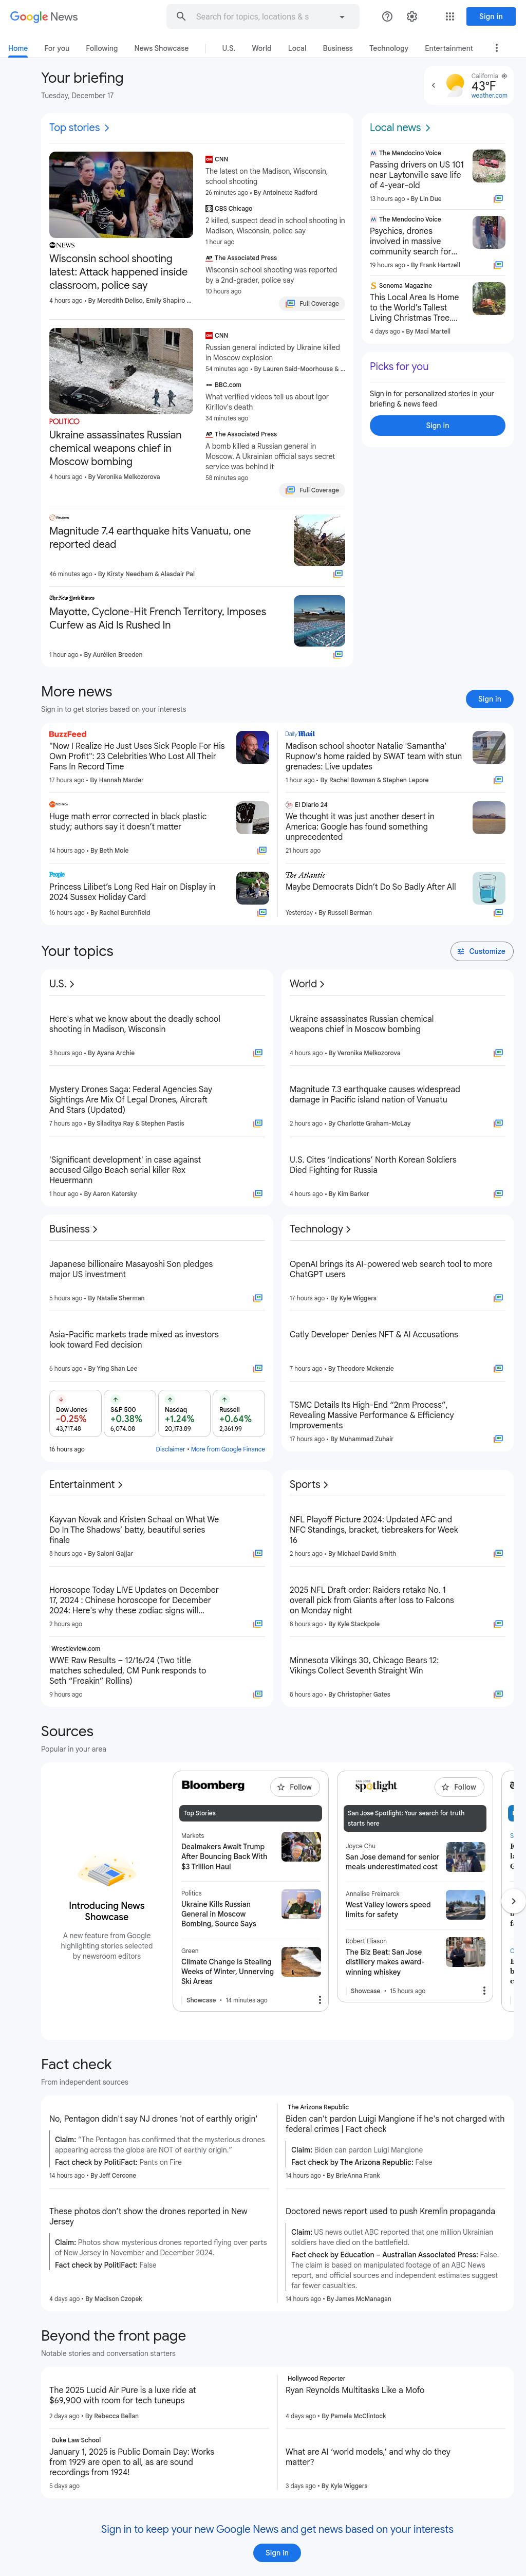 Google News
Search for topics, locations & s
Sign in
Home
For you
Following
News Showcase
U.S.
World
Local
Business
Technology
Entertainment
Your briefing
Tuesday, December 17
California
43°F
weather.com
Top stories
NEWS
Wisconsin school shooting
latest: Attack happened inside
classroom, police say
4 hours ago • By Meredith Deliso, Emily Shapiro ...
CNN
The latest on the Madison, Wisconsin,
school shooting
26 minutes ago • By Antoinette Radford
CBS Chicago
2 killed, suspect dead in school shooting in
Madison, Wisconsin, police say
1 hour ago
The Associated Press
Wisconsin school shooting was reported
by a 2nd-grader, police say
10 hours ago
Full Coverage
POLITICO
Ukraine assassinates Russian
chemical weapons chief in
Moscow bombing
4 hours ago • By Veronika Melkozerova
CNN
Russian general indicted by Ukraine killed
in Moscow explosion
54 minutes ago • By Lauren Said-Moorhouse & ...
BBC.com
What verified videos tell us about Igor
Kirillov's death
34 minutes ago
The Associated Press
A bomb killed a Russian general in
Moscow. A Ukrainian official says secret
service was behind it
58 minutes ago
Full Coverage
Reuters
Magnitude 7.4 earthquake hits Vanuatu, one
reported dead
46 minutes ago • By Kirsty Needham & Alasdair Pal
The New York Times
Mayotte, Cyclone-Hit French Territory, Imposes
Curfew as Aid Is Rushed In
1 hour ago • By Aurélien Breeden
Local news
The Mendocino Voice
Passing drivers on US 101
near Laytonville save life
of 4-year-old
13 hours ago • By Lin Due
The Mendocino Voice
Psychics, drones
involved in massive
community search for...
19 hours ago • By Frank Hartzell
Sonoma Magazine
This Local Area Is Home
to the World's Tallest
Living Christmas Tree....
4 days ago • By Maci Martell
Picks for you
Sign in for personalized stories in your
briefing & news feed
Sign in
More news
Sign in to get stories based on your interests
Sign in
BuzzFeed
"Now I Realize He Just Uses Sick People For His
Own Profit": 23 Celebrities Who Lost All Their
Fans In Record Time
17 hours ago • By Hannah Marder
Huge math error corrected in black plastic
study; authors say it doesn't matter
14 hours ago • By Beth Mole
People
Princess Lilibet's Long Red Hair on Display in
2024 Sussex Holiday Card
16 hours ago • By Rachel Burchfield
Daily Mail
Madison school shooter Natalie 'Samantha'
Rupnow's home raided by SWAT team with stun
grenades: Live updates
1 hour ago • By Rachel Bowman & Stephen Lepore
El Diario 24
We thought it was just another desert in
America: Google has found something
unprecedented
21 hours ago
The Atlantic
Maybe Democrats Didn't Do So Badly After All
Yesterday • By Russell Berman
Your topics
Customize
U.S.
Here's what we know about the deadly school
shooting in Madison, Wisconsin
3 hours ago • By Ayana Archie
Mystery Drones Saga: Federal Agencies Say
Sightings Are Mix Of Legal Drones, Aircraft
And Stars (Updated)
7 hours ago • By Siladitya Ray & Stephen Pastis
'Significant development' in case against
accused Gilgo Beach serial killer Rex
Heuermann
1 hour ago • By Aaron Katersky
World
Ukraine assassinates Russian chemical
weapons chief in Moscow bombing
4 hours ago • By Veronika Melkozerova
Magnitude 7.3 earthquake causes widespread
damage in Pacific island nation of Vanuatu
2 hours ago • By Charlotte Graham-McLay
U.S. Cites 'Indications' North Korean Soldiers
Died Fighting for Russia
4 hours ago • By Kim Barker
Business
Japanese billionaire Masayoshi Son pledges
major US investment
5 hours ago • By Natalie Sherman
Asia-Pacific markets trade mixed as investors
look toward Fed decision
6 hours ago • By Ying Shan Lee
Dow Jones
-0.25%
43,717.48
S&P 500
+0.38%
6,074.08
Nasdaq
+1.24%
20,173.89
Russell
+0.64%
2,361.99
16 hours ago
Disclaimer • More from Google Finance
Technology
OpenAI brings its AI-powered web search tool to more
ChatGPT users
17 hours ago • By Kyle Wiggers
Catly Developer Denies NFT & AI Accusations
7 hours ago • By Theodore Mckenzie
TSMC Details Its High-End "2nm Process",
Revealing Massive Performance & Efficiency
Improvements
17 hours ago • By Muhammad Zuhair
Entertainment
Kayvan Novak and Kristen Schaal on What We
Do In The Shadows' batty, beautiful series
finale
8 hours ago • By Saloni Gajjar
Horoscope Today LIVE Updates on December
17, 2024 : Chinese horoscope for December
2024: Here's why these zodiac signs will...
2 hours ago
Wrestleview.com
WWE Raw Results – 12/16/24 (Two title
matches scheduled, CM Punk responds to
Seth "Freakin" Rollins)
9 hours ago
Sports
NFL Playoff Picture 2024: Updated AFC and
NFC Standings, bracket, tiebreakers for Week
16
2 hours ago • By Michael David Smith
2025 NFL Draft order: Raiders retake No. 1
overall pick from Giants after loss to Falcons
on Monday night
8 hours ago • By Kyle Stackpole
Minnesota Vikings 30, Chicago Bears 12:
Vikings Collect Seventh Straight Win
8 hours ago • By Christopher Gates
Sources
Popular in your area
Introducing News
Showcase
A new feature from Google
highlighting stories selected
by newsroom editors
Bloomberg
Follow
Top Stories
Markets
Dealmakers Await Trump
After Bouncing Back With
$3 Trillion Haul
Politics
Ukraine Kills Russian
General in Moscow
Bombing, Source Says
Green
Climate Change Is Stealing
Weeks of Winter, Unnerving
Ski Areas
Showcase • 14 minutes ago
spotlight
Follow
San Jose Spotlight: Your search for truth
starts here
Joyce Chu
San Jose demand for senior
meals underestimated cost
Annalise Freimarck
West Valley lowers speed
limits for safety
Robert Eliason
The Biz Beat: San Jose
distillery makes award-
winning whiskey
Showcase • 15 hours ago
Fact check
From independent sources
No, Pentagon didn't say NJ drones 'not of earthly origin'
Claim: "The Pentagon has confirmed that the mysterious drones
appearing across the globe are NOT of earthly origin."
Fact check by PolitiFact: Pants on Fire
14 hours ago • By Jeff Cercone
These photos don't show the drones reported in New
Jersey
Claim: Photos show mysterious drones reported flying over parts
of New Jersey in November and December 2024.
Fact check by PolitiFact: False
4 days ago • By Madison Czopek
The Arizona Republic
Biden can't pardon Luigi Mangione if he's not charged with
federal crimes | Fact check
Claim: Biden can pardon Luigi Mangione
Fact check by The Arizona Republic: False
14 hours ago • By BrieAnna Frank
Doctored news report used to push Kremlin propaganda
Claim: US news outlet ABC reported that one million Ukrainian
soldiers have died on the battlefield.
Fact check by Education – Australian Associated Press: False.
The claim is based on manipulated footage of an ABC News
report, and official sources and independent estimates suggest
far fewer casualties.
14 hours ago • By James McManagan
Beyond the front page
Notable stories and conversation starters
The 2025 Lucid Air Pure is a luxe ride at
$69,900 with room for tech tuneups
2 days ago • By Rebecca Bellan
Duke Law School
January 1, 2025 is Public Domain Day: Works
from 1929 are open to all, as are sound
recordings from 1924!
5 days ago
Hollywood Reporter
Ryan Reynolds Multitasks Like a Mofo
4 days ago • By Pamela McClintock
What are AI 'world models,' and why do they
matter?
3 days ago • By Kyle Wiggers
Sign in to keep your new Google News and get news based on your interests
Sign in